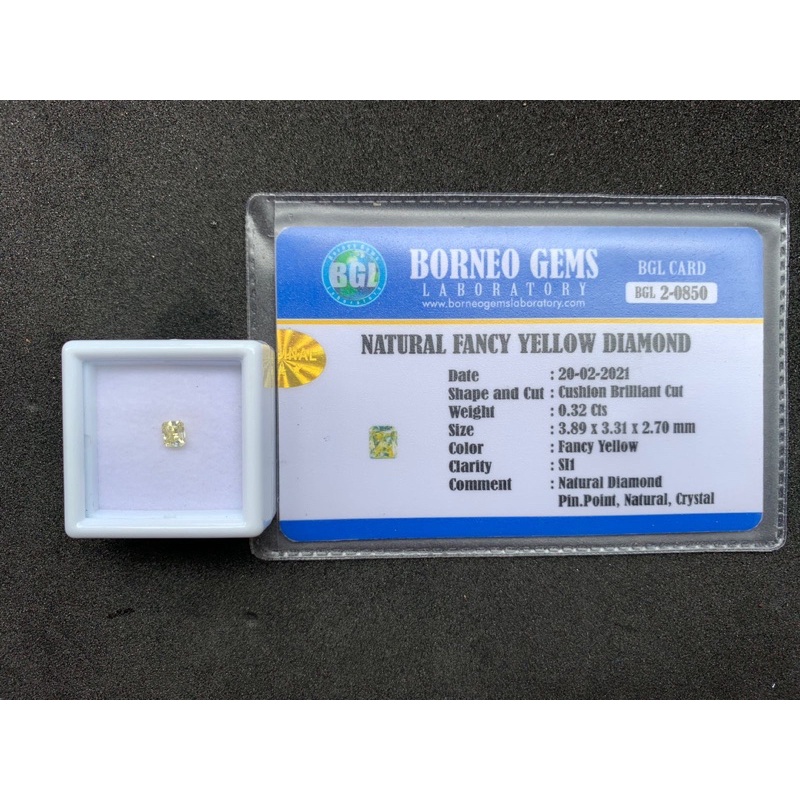 BORNEO GEMS
BGL
BORNEO GEMS
LABORATORY
www.borneogemslaboratory.com
BGL CARD
BGL 2-0850
NATURAL FANCY YELLOW DIAMOND
Date : 20-02-2021
Shape and Cut : Cushion Brilliant Cut
Weight : 0.32 Cts
Size : 3.89 x 3.31 x 2.70 mm
Color : Fancy Yellow
Clarity : SI1
Comment : Natural Diamond
Pin.Point, Natural, Crystal